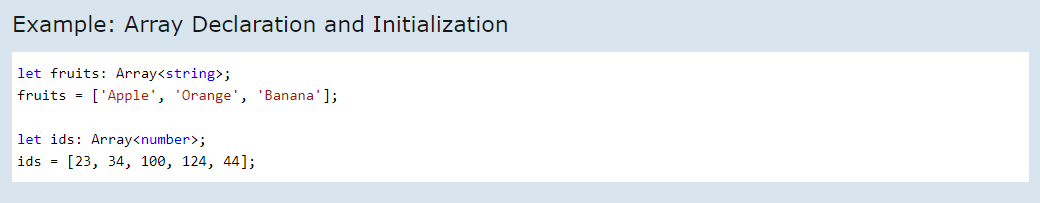 Example: Array Declaration and Initialization
let fruits: Array<string>;
fruits = ['Apple', 'Orange', 'Banana'];
let ids: Array<number>;
ids = [23, 34, 100, 124, 44];